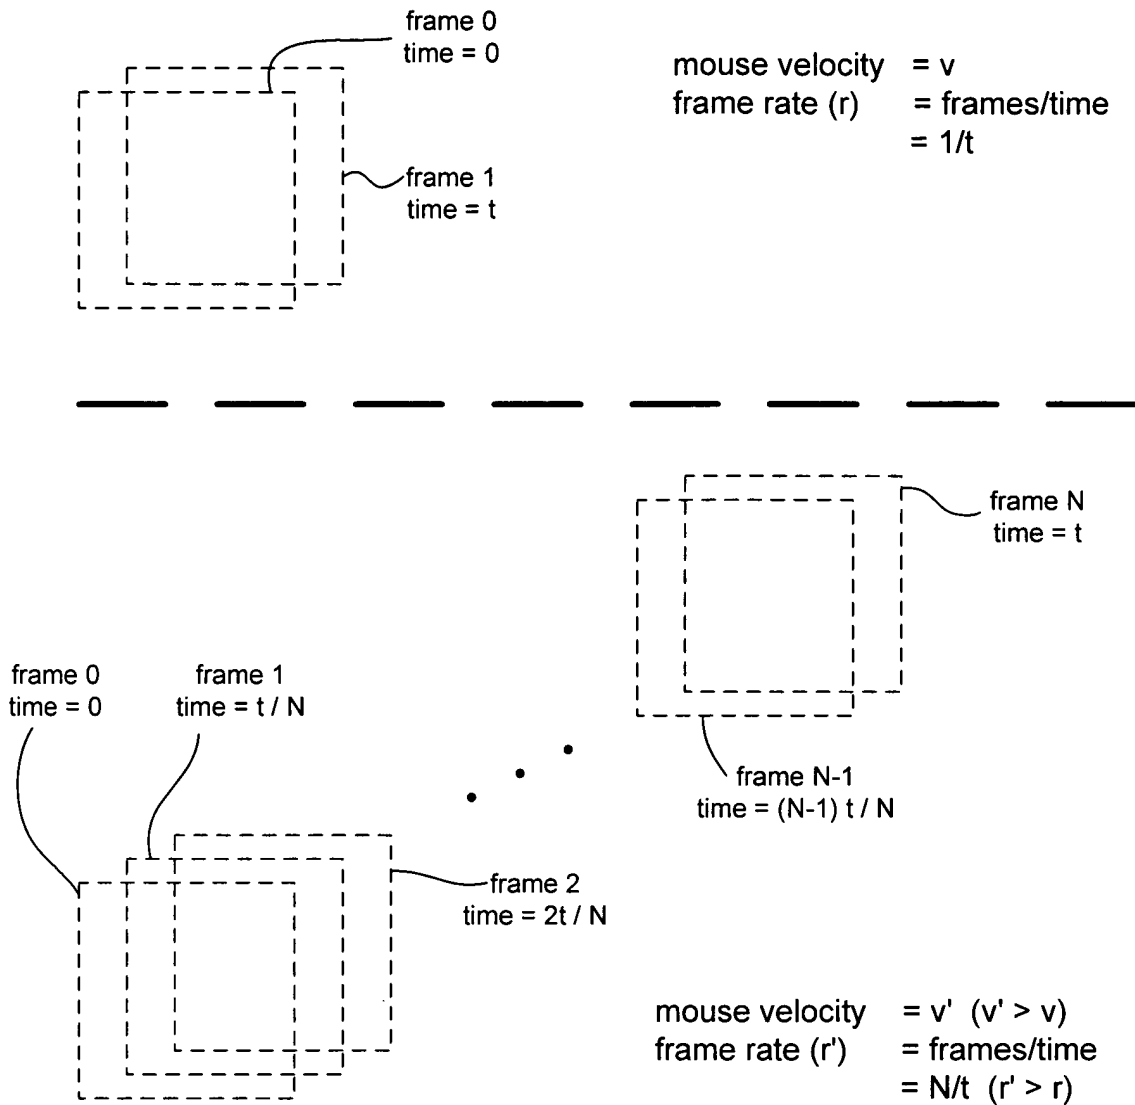 frame 0
time = 0
mouse velocity = v
frame rate (r) = frames/time
= 1/t
frame 1
time = t
frame N
time = t
frame 0
time = 0
frame 1
time = t / N
frame N-1
time = (N-1) t / N
frame 2
time = 2t / N
mouse velocity = v' (v' > v)
frame rate (r') = frames/time
= N/t (r' > r)